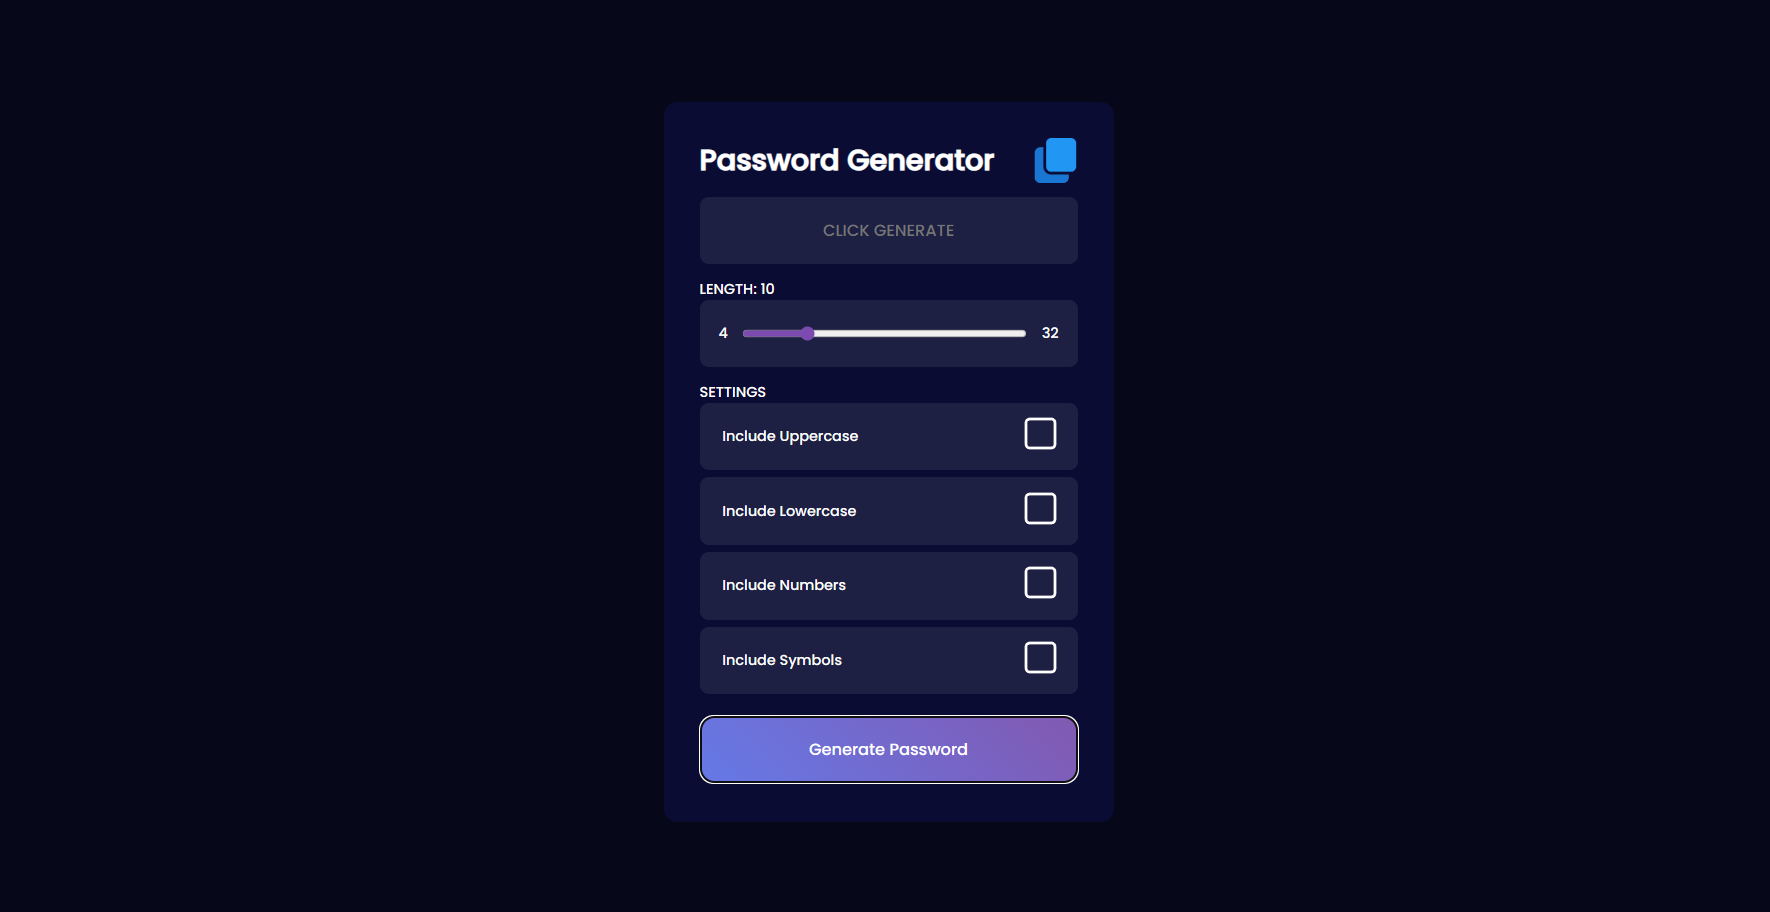 Password Generator
CLICK GENERATE
LENGTH: 10
4 32
SETTINGS
Include Uppercase
Include Lowercase
Include Numbers
Include Symbols
Generate Password